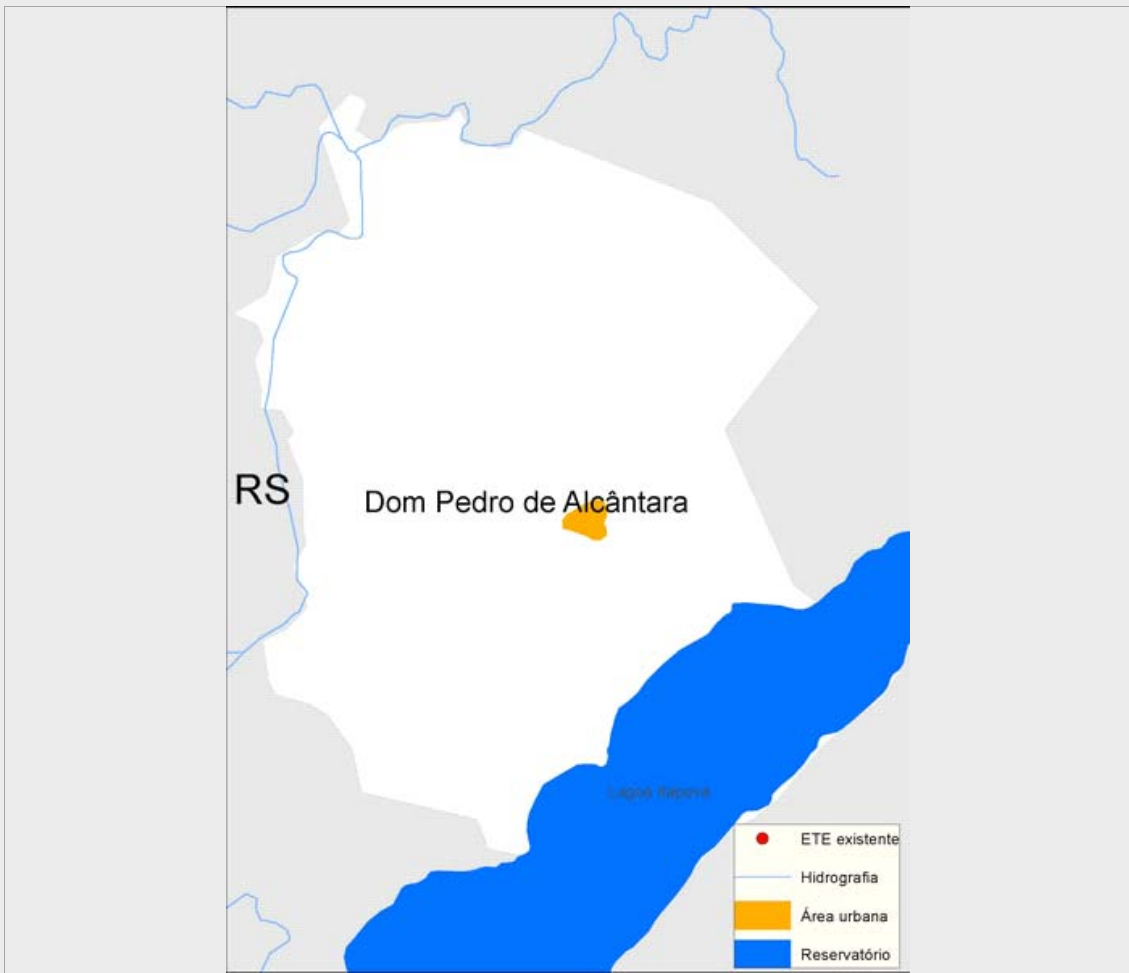 RS
Dom Pedro de Alcântara
Lagoa Itapeva
ETE existente
Hidrografia
Área urbana
Reservatório